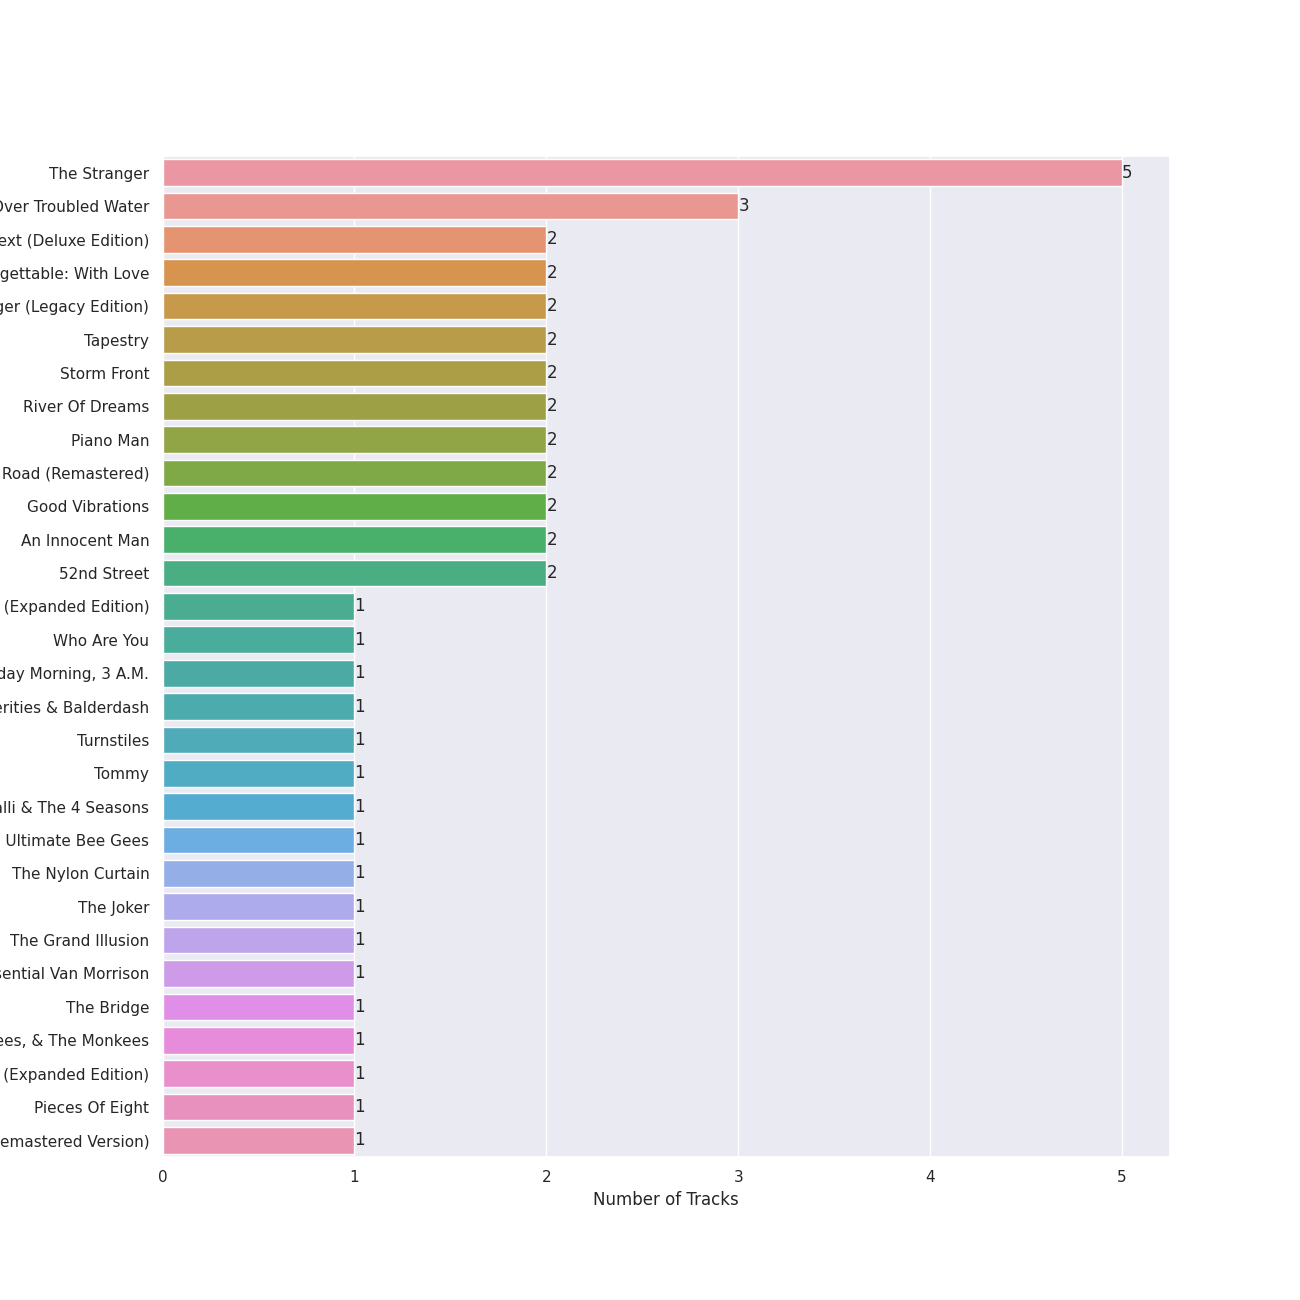 The Stranger 5
Over Troubled Water 3
ext (Deluxe Edition) 2
gettable: With Love 2
ger (Legacy Edition) 2
Tapestry 2
Storm Front 2
River Of Dreams 2
Piano Man 2
Road (Remastered) 2
Good Vibrations 2
An Innocent Man 2
52nd Street 2
(Expanded Edition) 1
Who Are You 1
day Morning, 3 A.M. 1
erities & Balderdash 1
Turnstiles 1
Tommy 1
alli & The 4 Seasons 1
Ultimate Bee Gees 1
The Nylon Curtain 1
The Joker 1
The Grand Illusion 1
sential Van Morrison 1
The Bridge 1
ees, & The Monkees 1
(Expanded Edition) 1
Pieces Of Eight 1
emastered Version) 1
0 1 2 3 4 5
Number of Tracks